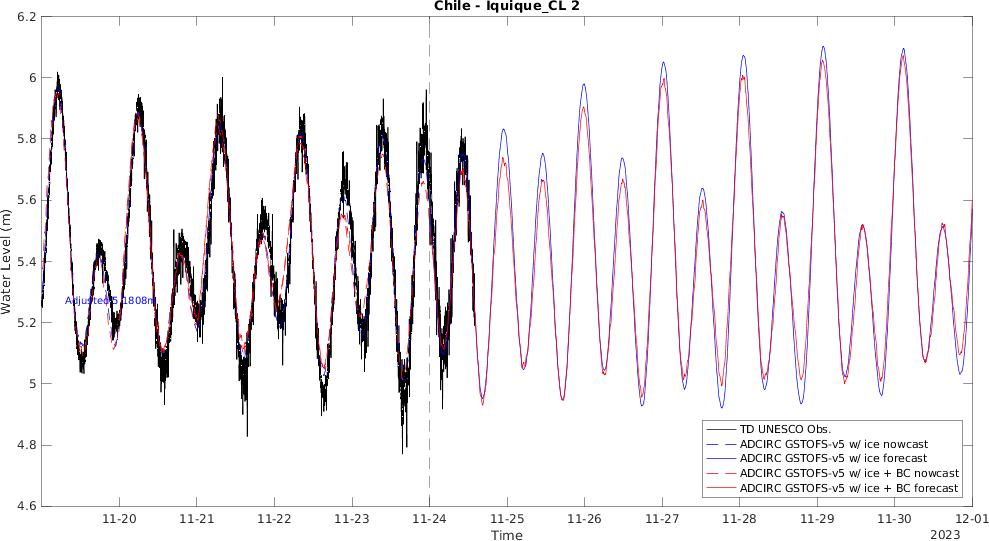 Chile - Iquique_CL 2
6.2
6
5.8
5.6
5.4
5.2
5
4.8
4.6
Water Level (m)
Adjusted 5.1808m
TD UNESCO Obs.
ADCIRC GSTOFS-v5 w/ ice nowcast
ADCIRC GSTOFS-v5 w/ ice forecast
ADCIRC GSTOFS-v5 w/ ice + BC nowcast
ADCIRC GSTOFS-v5 w/ ice + BC forecast
11-20 11-21 11-22 11-23 11-24 11-25 11-26 11-27 11-28 11-29 11-30 12-01
Time
2023